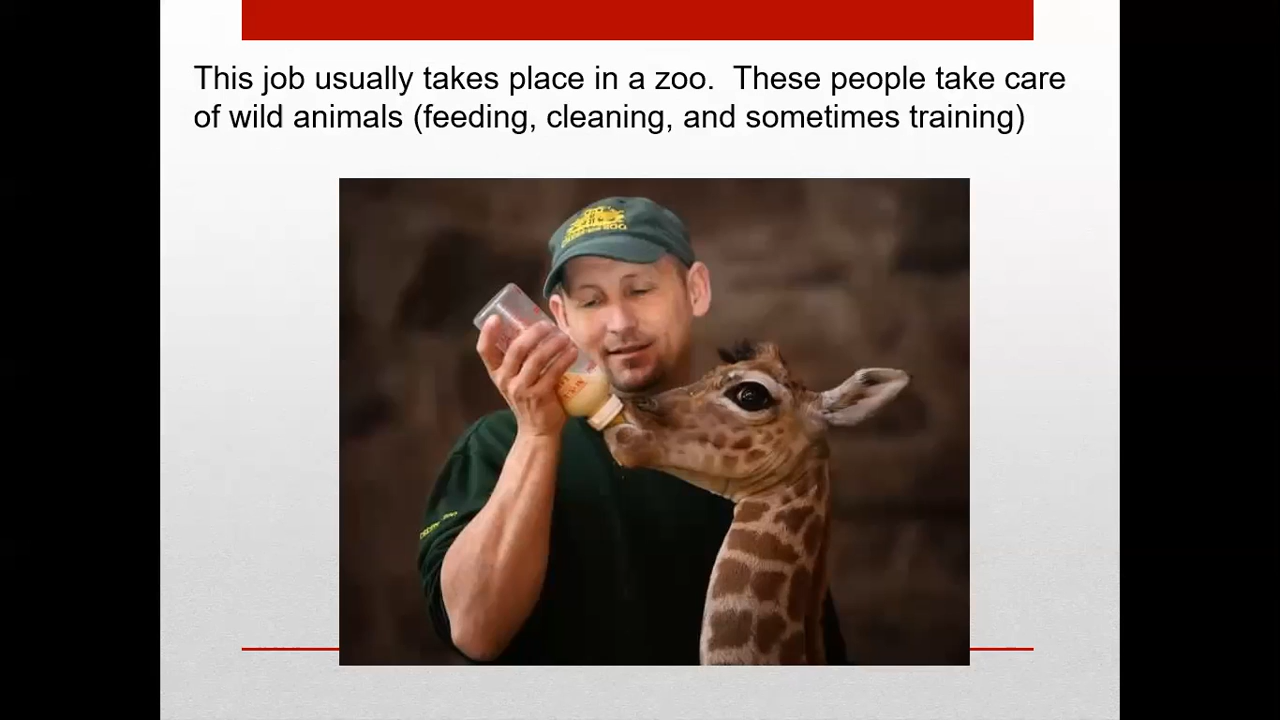 This job usually takes place in a zoo.  These people take care
of wild animals (feeding, cleaning, and sometimes training)